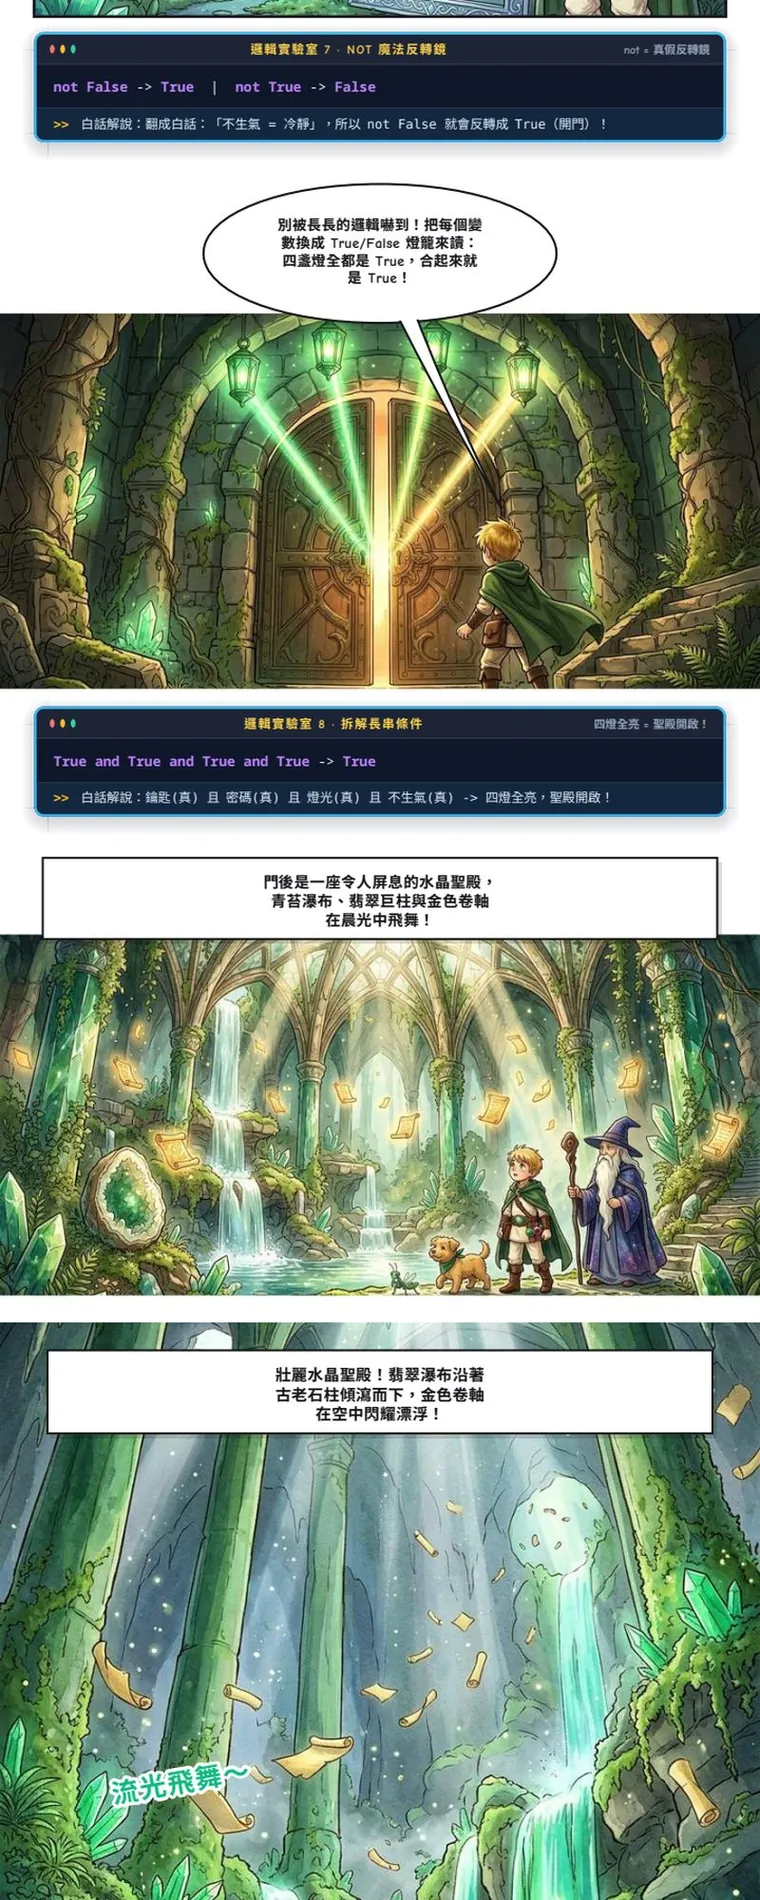 邏輯實驗室 7 · NOT 魔法反轉鏡
not = 真假反轉鏡
not False -> True | not True -> False
>> 白話解說：翻成白話：「不生氣 = 冷靜」，所以 not False 就會反轉成 True（開門）！
別被長長的邏輯嚇到！把每個變
數換成 True/False 燈籠來讀：
四盞燈全都是 True，合起來就
是 True！
邏輯實驗室 8 · 拆解長串條件
四燈全亮 = 聖殿開啟！
True and True and True and True -> True
>> 白話解說：鑰匙(真) 且 密碼(真) 且 燈光(真) 且 不生氣(真) -> 四燈全亮，聖殿開啟！
門後是一座令人屏息的水晶聖殿，
青苔瀑布、翡翠巨柱與金色卷軸
在晨光中飛舞！
壯麗水晶聖殿！翡翠瀑布沿著
古老石柱傾瀉而下，金色卷軸
在空中閃耀漂浮！
流光飛舞～